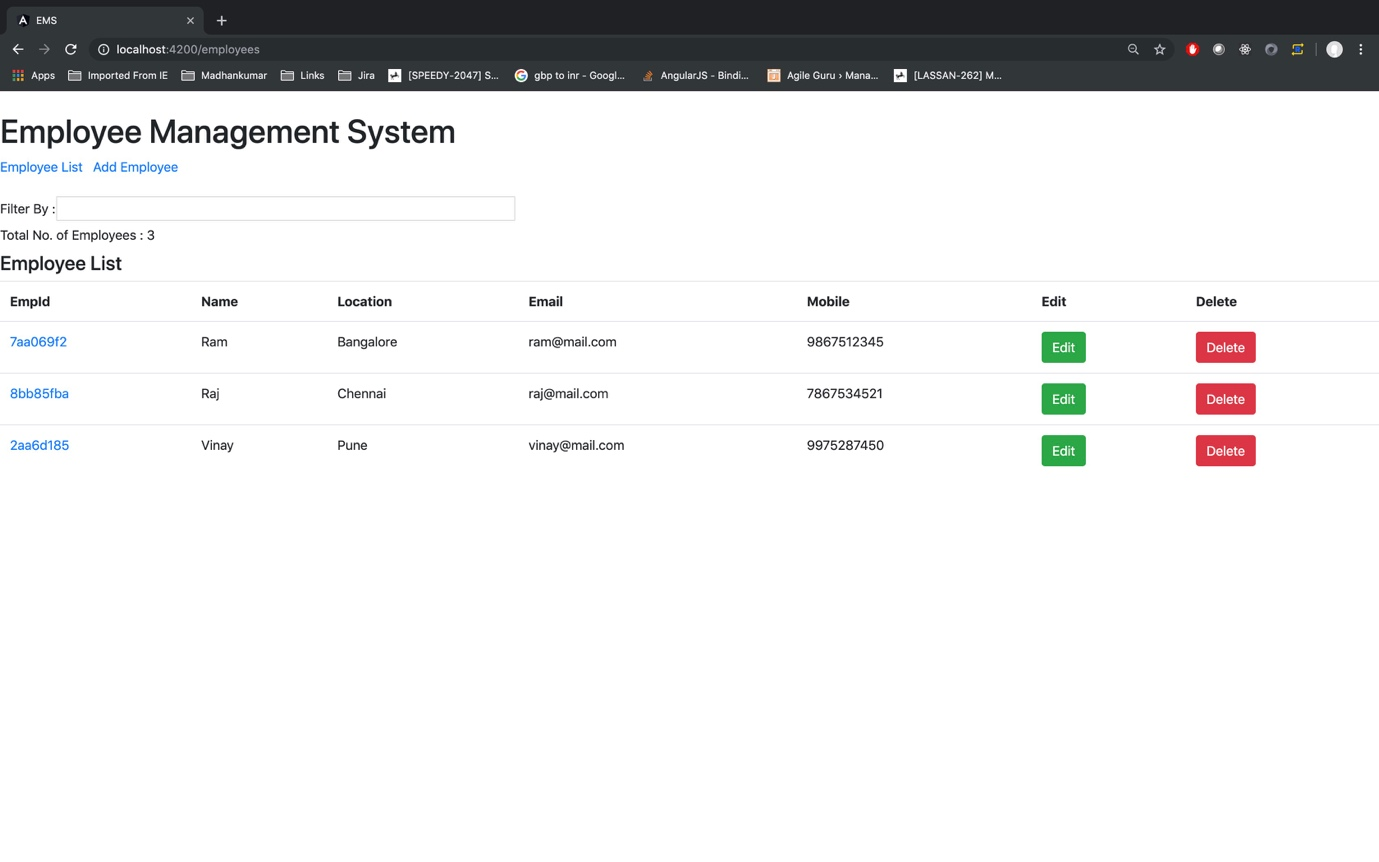 EMS
localhost:4200/employees
Apps Imported From IE Madhankumar Links Jira [SPEEDY-2047] S... gbp to inr - Googl... AngularJS - Bindi... Agile Guru › Mana... [LASSAN-262] M...
Employee Management System
Employee List Add Employee
Filter By :
Total No. of Employees : 3
Employee List
EmpId Name Location Email Mobile Edit Delete
7aa069f2 Ram Bangalore ram@mail.com 9867512345 Edit Delete
8bb85fba Raj Chennai raj@mail.com 7867534521 Edit Delete
2aa6d185 Vinay Pune vinay@mail.com 9975287450 Edit Delete